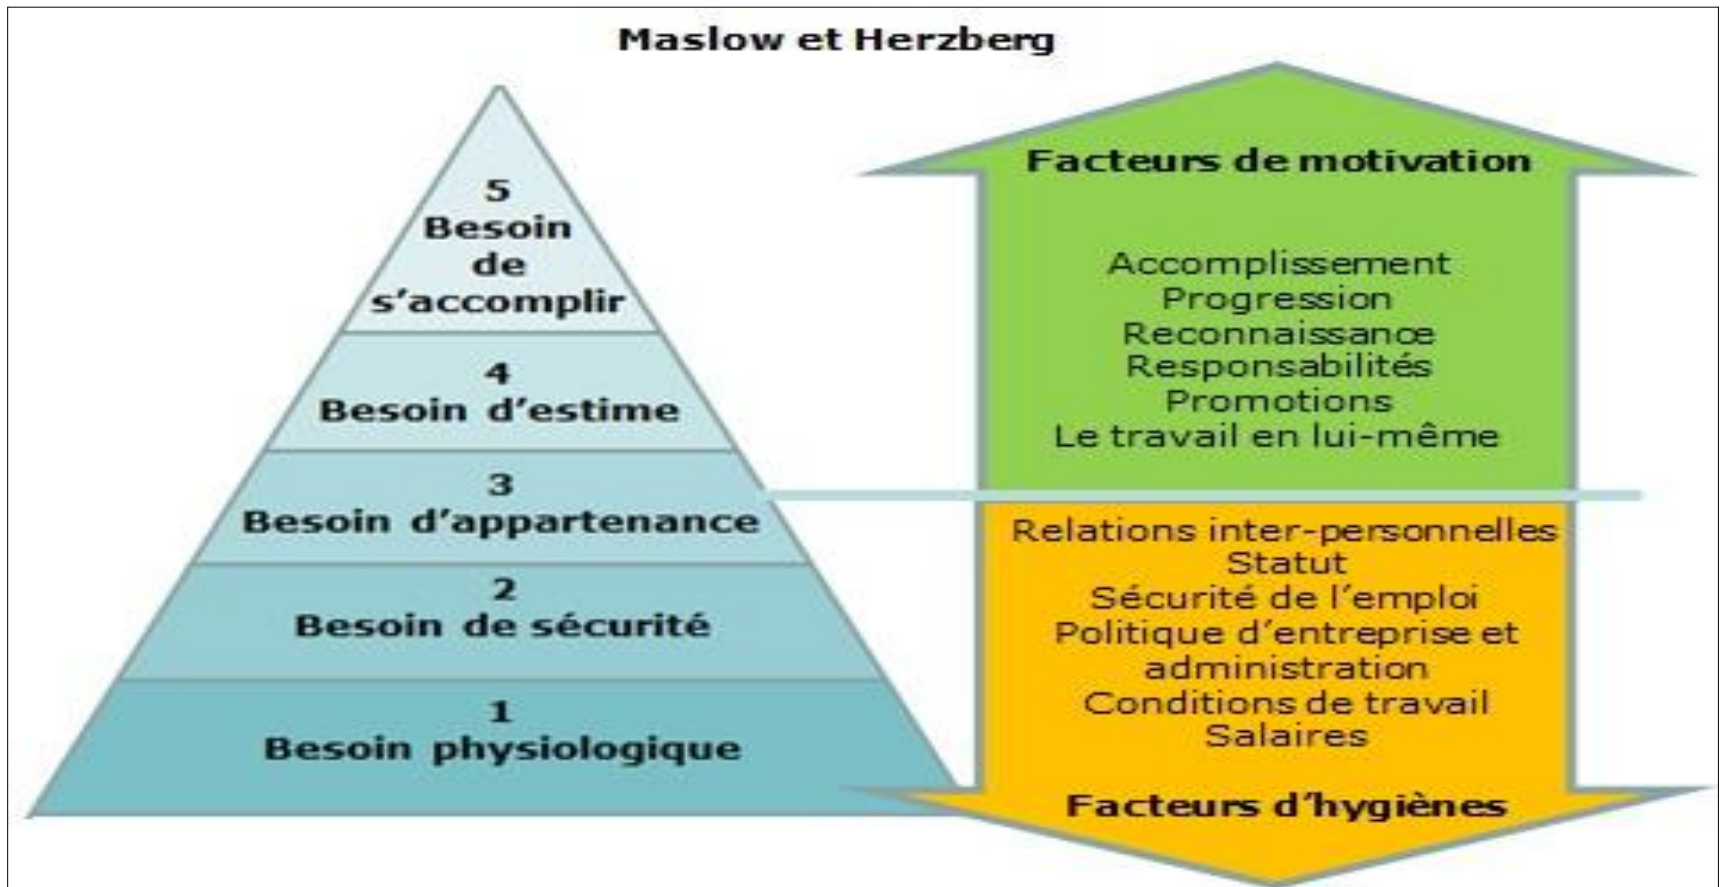 Maslow et Herzberg
5
Besoin
de
s'accomplir
4
Besoin d'estime
3
Besoin d'appartenance
2
Besoin de sécurité
1
Besoin physiologique
Facteurs de motivation
Accomplissement
Progression
Reconnaissance
Responsabilités
Promotions
Le travail en lui-même
Relations inter-personnelles
Statut
Sécurité de l'emploi
Politique d'entreprise et
administration
Conditions de travail
Salaires
Facteurs d'hygiènes